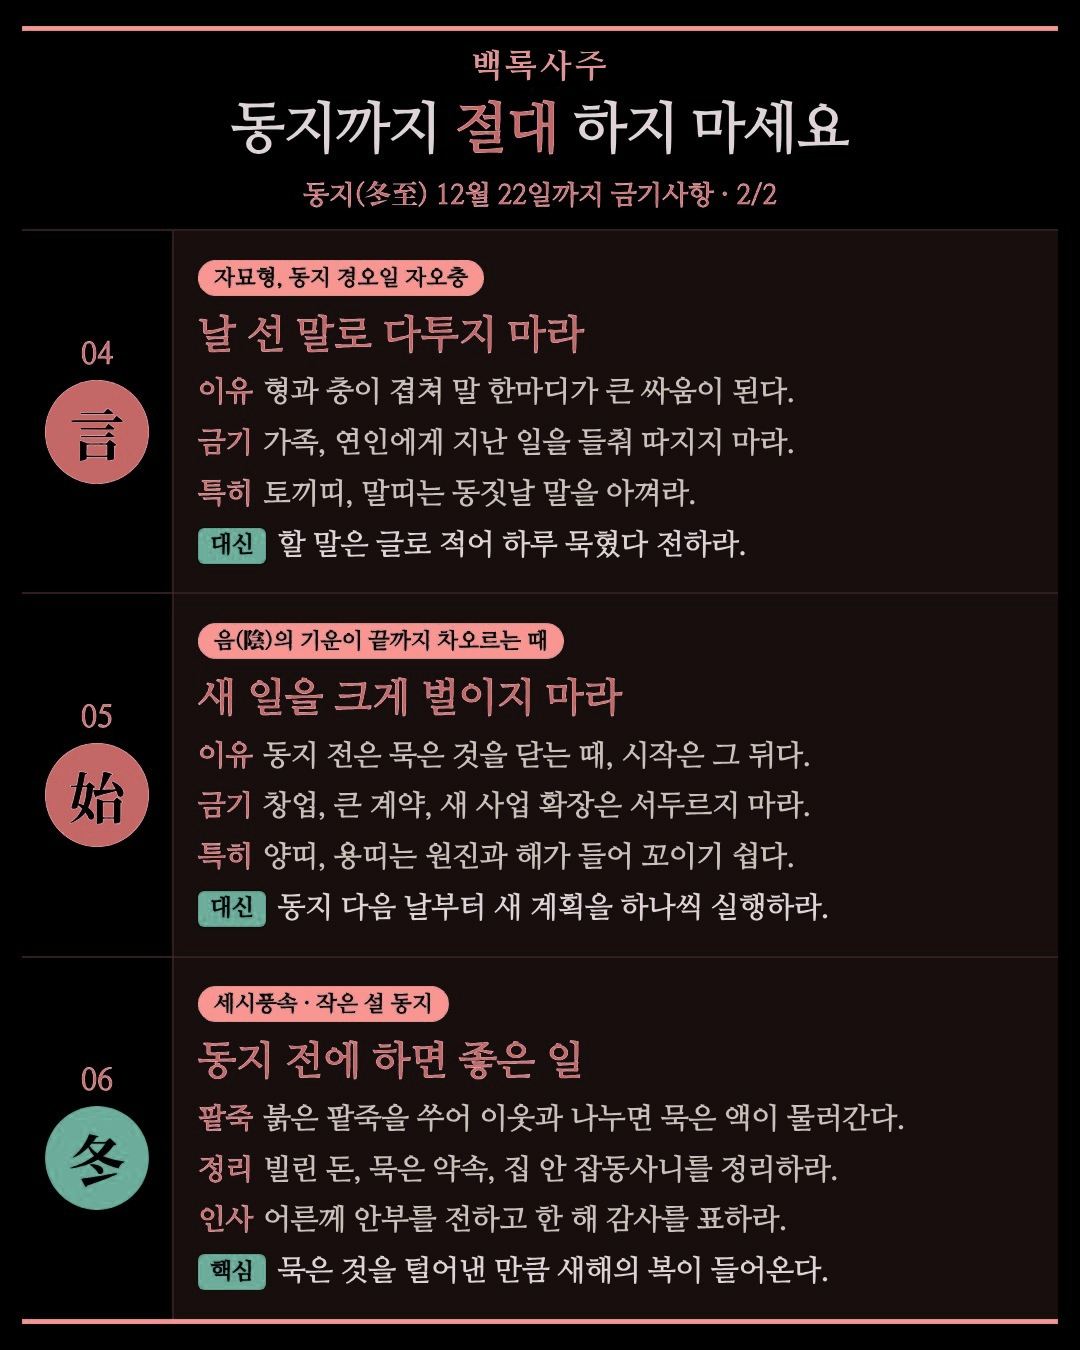 백록사주
동지까지 절대 하지 마세요
동지(冬至) 12월 22일까지 금기사항 · 2/2
04
言
자묘형, 동지 경오일 자오충
날 선 말로 다투지 마라
이유 형과 충이 겹쳐 말 한마디가 큰 싸움이 된다.
금기 가족, 연인에게 지난 일을 들춰 따지지 마라.
특히 토끼띠, 말띠는 동짓날 말을 아껴라.
대신 할 말은 글로 적어 하루 묵혔다 전하라.
05
始
음(陰)의 기운이 끝까지 차오르는 때
새 일을 크게 벌이지 마라
이유 동지 전은 묵은 것을 닫는 때, 시작은 그 뒤다.
금기 창업, 큰 계약, 새 사업 확장은 서두르지 마라.
특히 양띠, 용띠는 원진과 해가 들어 꼬이기 쉽다.
대신 동지 다음 날부터 새 계획을 하나씩 실행하라.
06
冬
세시풍속 · 작은 설 동지
동지 전에 하면 좋은 일
팥죽 붉은 팥죽을 쑤어 이웃과 나누면 묵은 액이 물러간다.
정리 빌린 돈, 묵은 약속, 집 안 잡동사니를 정리하라.
인사 어른께 안부를 전하고 한 해 감사를 표하라.
핵심 묵은 것을 털어낸 만큼 새해의 복이 들어온다.